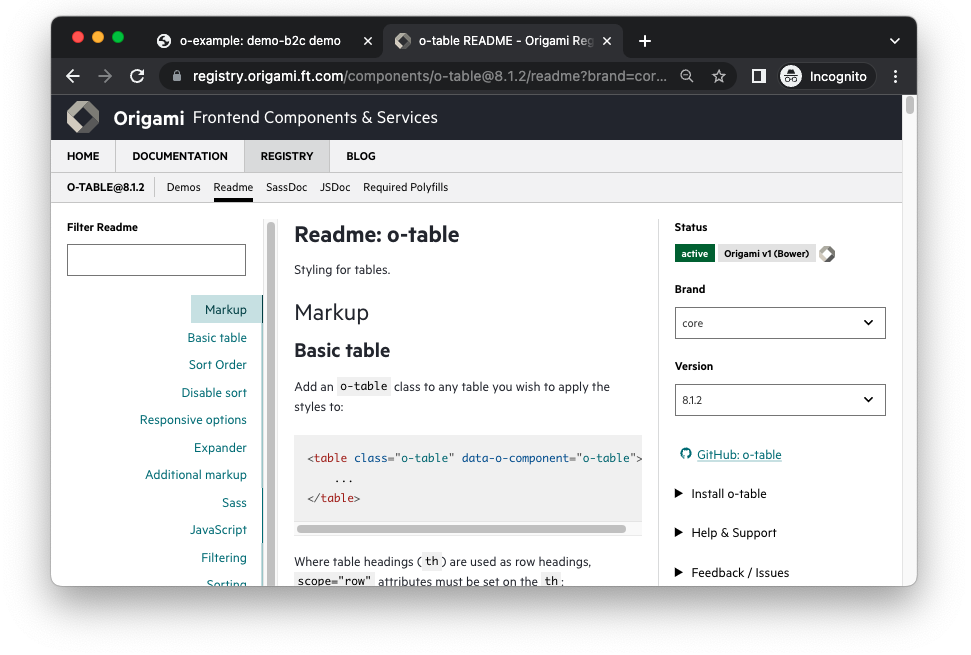 o-example: demo-b2c demo
o-table README - Origami Reg
registry.origami.ft.com/components/o-table@8.1.2/readme?brand=cor...
Incognito
Origami Frontend Components & Services
HOME DOCUMENTATION REGISTRY BLOG
O-TABLE@8.1.2 Demos Readme SassDoc JSDoc Required Polyfills
Filter Readme
Markup
Basic table
Sort Order
Disable sort
Responsive options
Expander
Additional markup
Sass
JavaScript
Filtering
Sorting
Readme: o-table
Styling for tables.
Markup
Basic table
Add an o-table class to any table you wish to apply the
styles to:
<table class="o-table" data-o-component="o-table">
...
</table>
Where table headings (th) are used as row headings,
scope="row" attributes must be set on the th:
Status
active Origami v1 (Bower)
Brand
core
Version
8.1.2
GitHub: o-table
Install o-table
Help & Support
Feedback / Issues